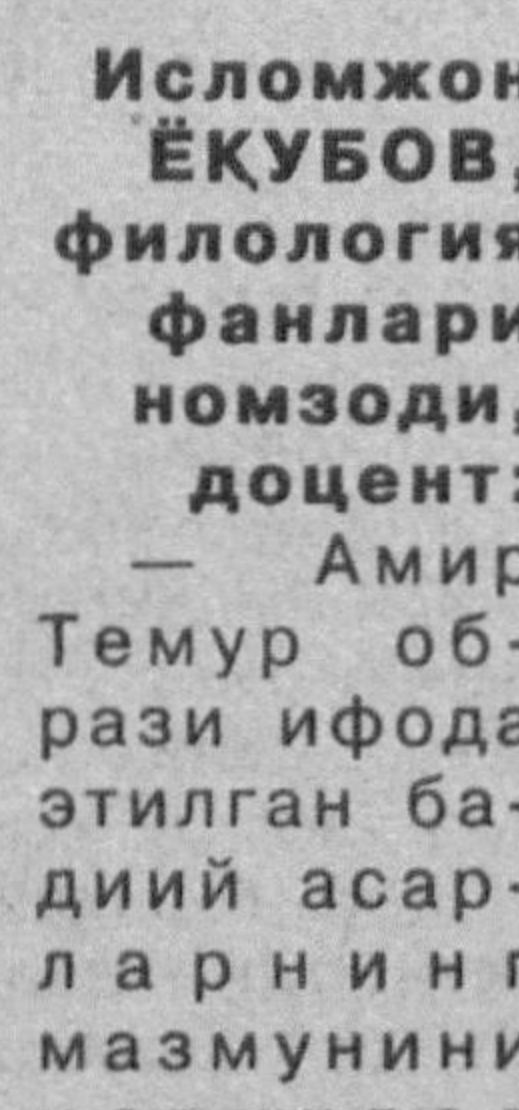 Исломжон
ЁҚУБОВ,
филология
фанлари
номзоди,
доцент:
— Амир
Темур об-
рази ифода
этилган ба-
диий асар-
ларнинг
мазмунини